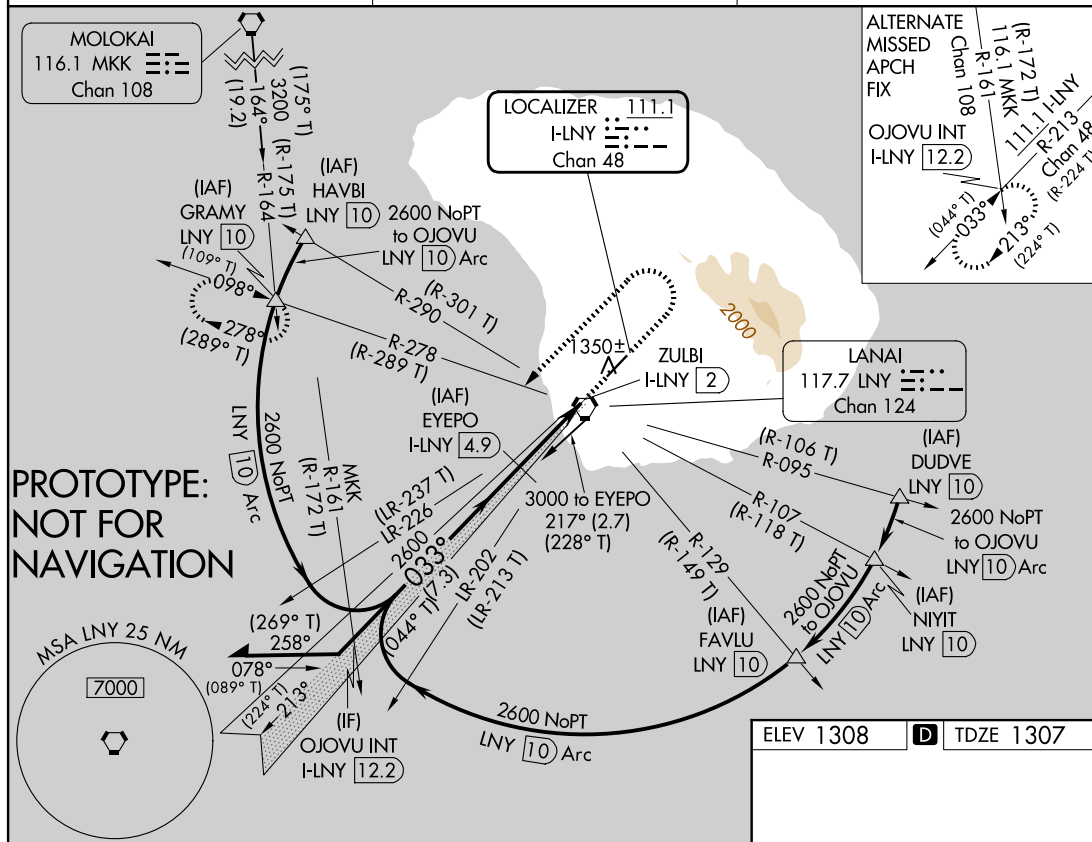 MOLOKAI
116.1 MKK
Chan 108
(175° T)
3200
164°
(19.2)
(R-175 T)
R-164
(IAF)
HAVBI
LNY 10
2600 NoPT
to OJOVU
LNY 10 Arc
(IAF)
GRAMY
LNY 10
(109° T)
098°
278°
(289° T)
R-290
(R-301 T)
R-278
(R-289 T)
LOCALIZER 111.1
I-LNY
Chan 48
ALTERNATE
MISSED
APCH
FIX
(R-172 T)
116.1 MKK
R-161
Chan 108
OJOVU INT
I-LNY 12.2
111.1 I-LNY
R-213
Chan 48
(R-224 T)
(044° T)
033°
213°
(224° T)
2000
1350±
ZULBI
I-LNY 2
LANAI
117.7 LNY
Chan 124
(IAF)
EYEPO
I-LNY 4.9
3000 to EYEPO
217° (2.7)
(228° T)
(R-106 T)
R-095
(IAF)
DUDVE
LNY 10
2600 NoPT
to OJOVU
LNY 10 Arc
R-107
(R-118 T)
(IAF)
NIYIT
LNY 10
2600 NoPT
to OJOVU
LNY 10 Arc
R-129
(R-149 T)
(IAF)
FAVLU
LNY 10
2600 NoPT
LNY 10 Arc
2600 NoPT
LNY 10 Arc
MKK
R-161
(R-172 T)
(LR-237 T)
LR-226
2600
033°
(044° T)
(7.3)
LR-202
(LR-213 T)
PROTOTYPE:
NOT FOR
NAVIGATION
(269° T)
258°
078°
(089° T)
(224° T)
213°
(IF)
OJOVU INT
I-LNY 12.2
MSA LNY 25 NM
7000
ELEV 1308 D TDZE 1307